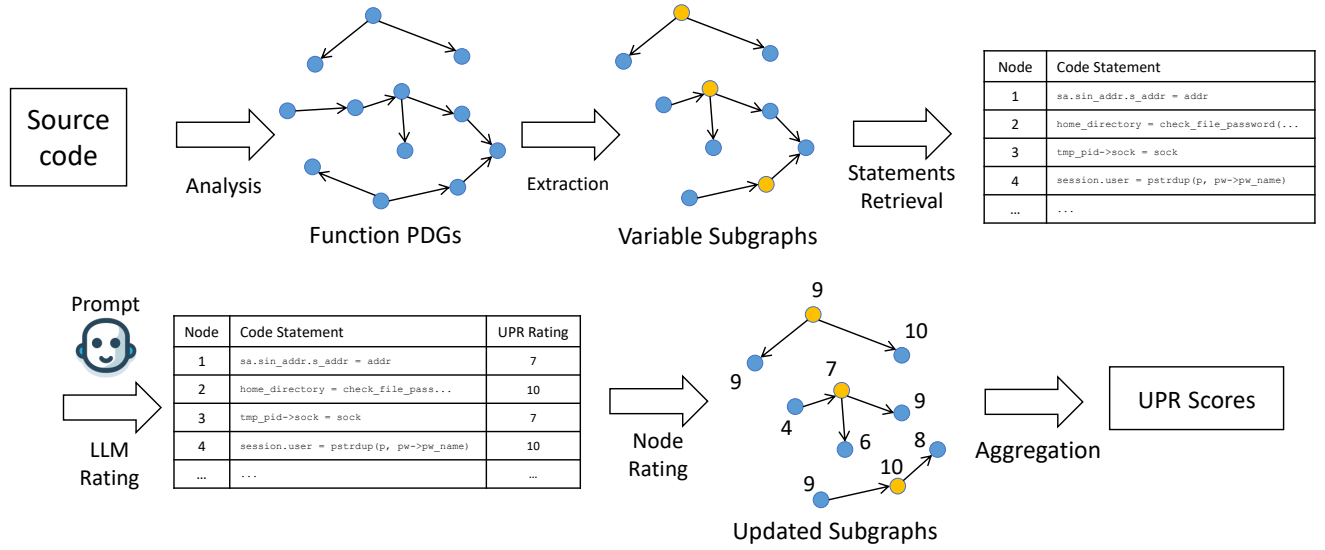 Source
code
Analysis
Function PDGs
Extraction
Variable Subgraphs
Statements
Retrieval
Node Code Statement
1 sa.sin_addr.s_addr = addr
2 home_directory = check_file_password(...
3 tmp_pid->sock = sock
4 session.user = pstrdup(p, pw->pw_name)
… ...
Prompt
LLM
Rating
Node Code Statement UPR Rating
1 sa.sin_addr.s_addr = addr 7
2 home_directory = check_file_pass... 10
3 tmp_pid->sock = sock 7
4 session.user = pstrdup(p, pw->pw_name) 10
… ... …
Node
Rating
9
10
9
7
9
4
6
8
10
9
Updated Subgraphs
Aggregation
UPR Scores